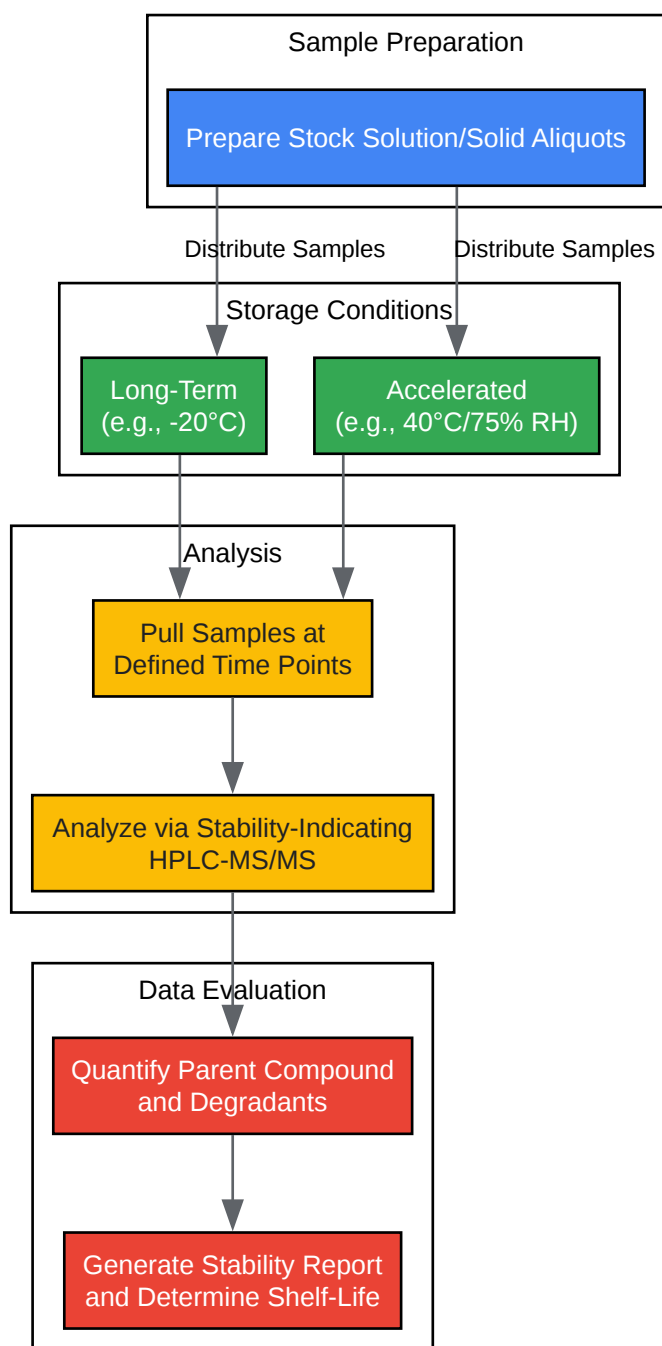 Sample Preparation
Prepare Stock Solution/Solid Aliquots
Distribute Samples
Distribute Samples
Storage Conditions
Long-Term
(e.g., -20°C)
Accelerated
(e.g., 40°C/75% RH)
Analysis
Pull Samples at
Defined Time Points
Analyze via Stability-Indicating
HPLC-MS/MS
Data Evaluation
Quantify Parent Compound
and Degradants
Generate Stability Report
and Determine Shelf-Life